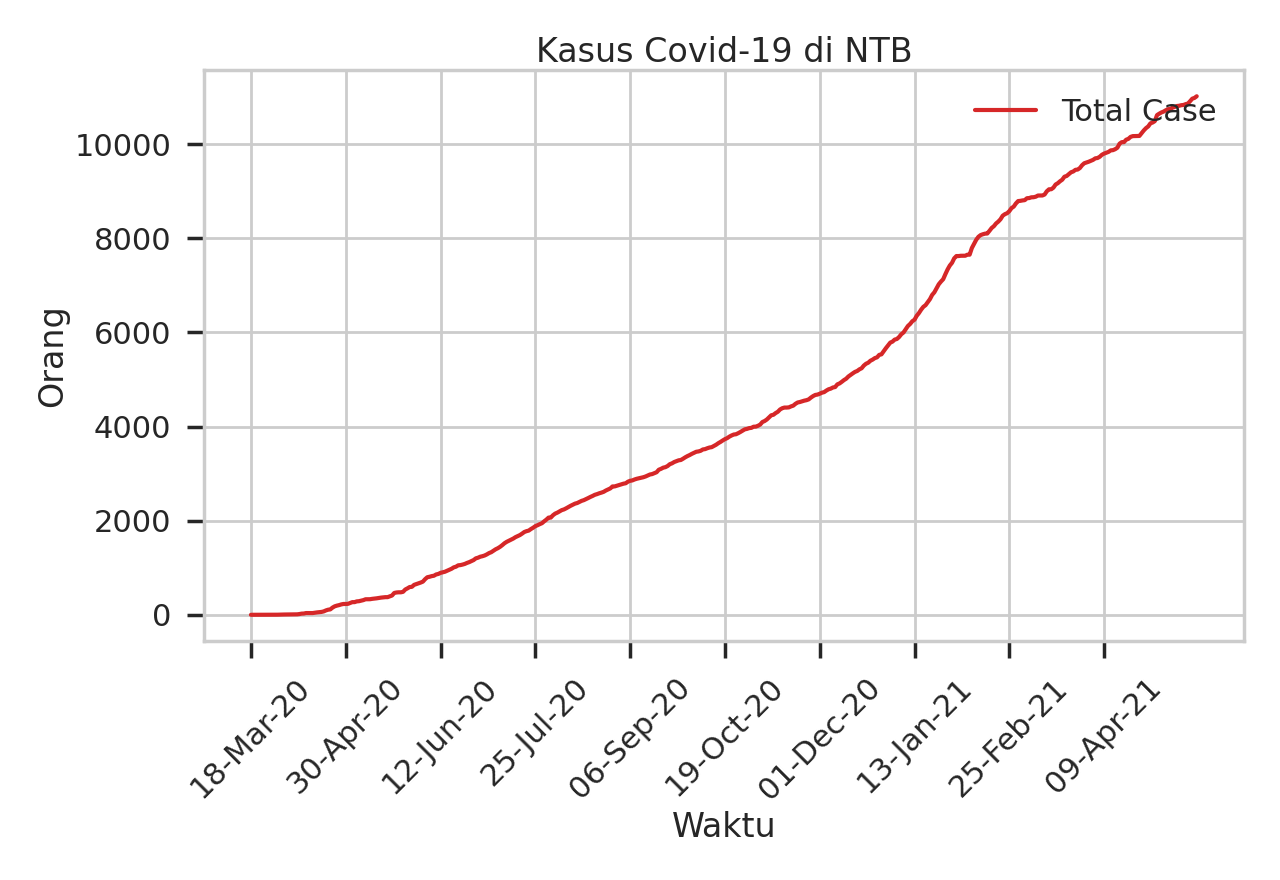 Kasus Covid-19 di NTB
Total Case
10000
8000
6000
4000
2000
0
Orang
18-Mar-20
30-Apr-20
12-Jun-20
25-Jul-20
06-Sep-20
19-Oct-20
01-Dec-20
13-Jan-21
25-Feb-21
09-Apr-21
Waktu